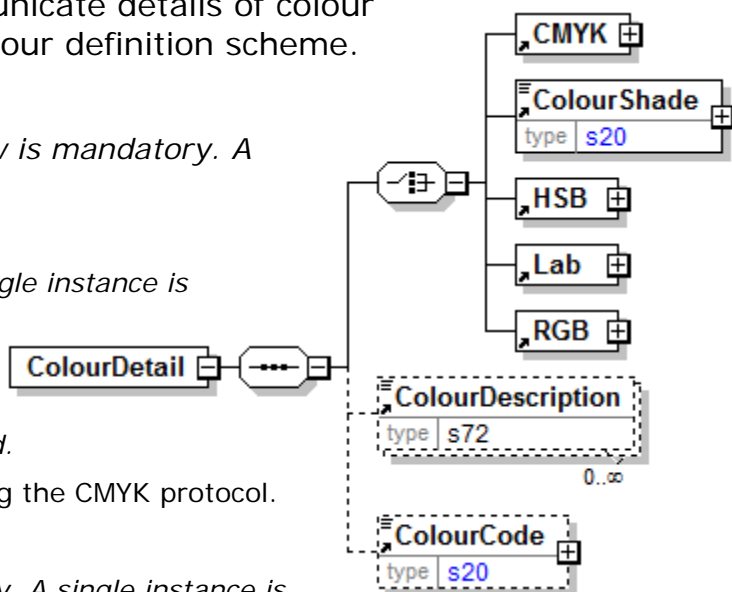 unicate details of colour
our definition scheme.
is mandatory. A
gle instance is
g the CMYK protocol.
A single instance is
CMYK
ColourShade
type s20
HSB
Lab
RGB
ColourDetail
ColourDescription
type s72
0..∞
ColourCode
type s20